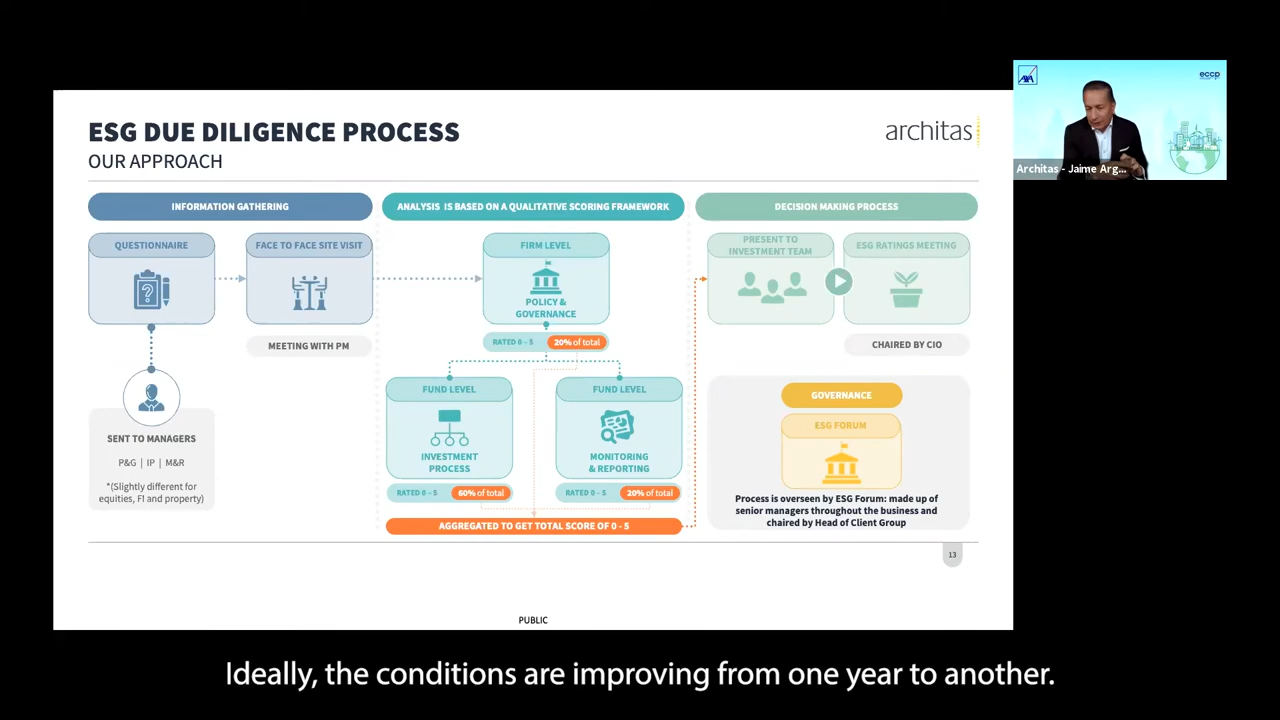 ESG DUE DILIGENCE PROCESS
OUR APPROACH
architas
AXA
eccp
Architas - Jaime Arg...
INFORMATION GATHERING
QUESTIONNAIRE
FACE TO FACE SITE VISIT
MEETING WITH PM
SENT TO MANAGERS
P&G | IP | M&R
*(Slightly different for
equities, FI and property)
ANALYSIS IS BASED ON A QUALITATIVE SCORING FRAMEWORK
FIRM LEVEL
POLICY &
GOVERNANCE
RATED 0 - 5 20% of total
FUND LEVEL
INVESTMENT
PROCESS
RATED 0 - 5 60% of total
FUND LEVEL
MONITORING
& REPORTING
RATED 0 - 5 20% of total
AGGREGATED TO GET TOTAL SCORE OF 0 - 5
DECISION MAKING PROCESS
PRESENT TO
INVESTMENT TEAM
ESG RATINGS MEETING
CHAIRED BY CIO
GOVERNANCE
ESG FORUM
Process is overseen by ESG Forum: made up of
senior managers throughout the business and
chaired by Head of Client Group
13
PUBLIC
Ideally, the conditions are improving from one year to another.